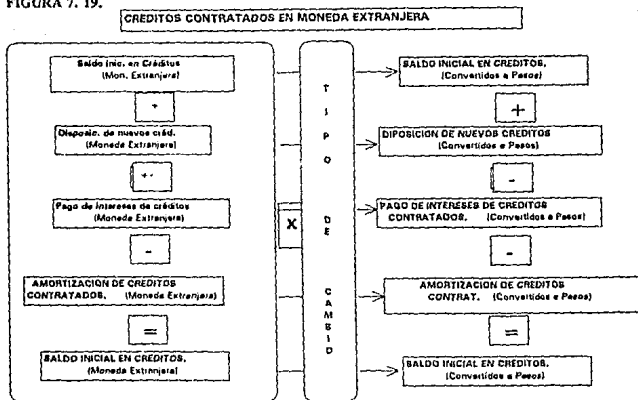 FIGURA 7. 19.
CREDITOS CONTRATADOS EN MONEDA EXTRANJERA
Saldo Inic. en Créditos
(Mon. Extranjera)
+
Disposic. de nuevos créd.
(Moneda Extranjera)
Pago de intereses de créditos
(Moneda Extranjera)
-
AMORTIZACION DE CREDITOS
CONTRATADOS. (Moneda Extranjera)
=
SALDO INICIAL EN CREDITOS.
(Moneda Extranjera)
X
TIPO
DE
CAMBIO
SALDO INICIAL EN CREDITOS.
(Convertidos a Pesos)
+
DIPOSICION DE NUEVOS CREDITOS
(Convertidos a Pesos)
-
PAGO DE INTERESES DE CREDITOS
CONTRATADOS. (Convertidos a Pesos)
-
AMORTIZACION DE CREDITOS
CONTRAT. (Convertidos a Pesos)
=
SALDO INICIAL EN CREDITOS.
(Convertidos a Pesos)